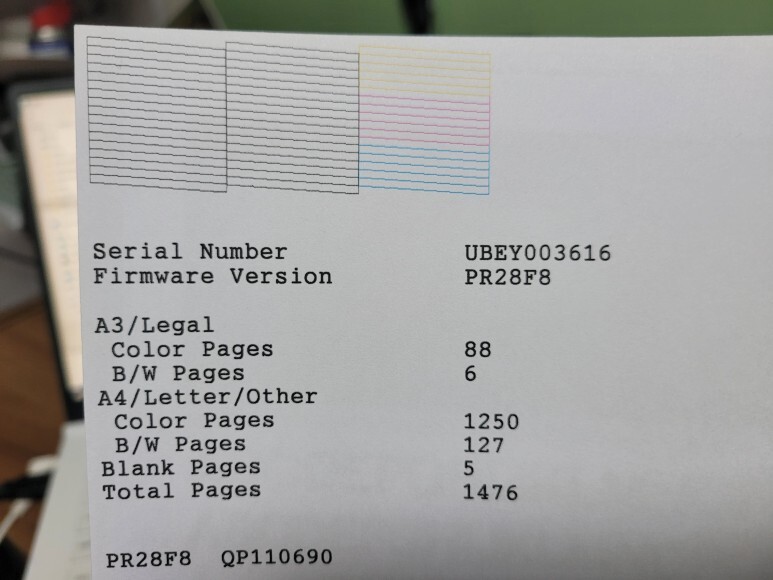 Serial Number UBEY003616
Firmware Version PR28F8
A3/Legal
Color Pages 88
B/W Pages 6
A4/Letter/Other
Color Pages 1250
B/W Pages 127
Blank Pages 5
Total Pages 1476
PR28F8 QP110690